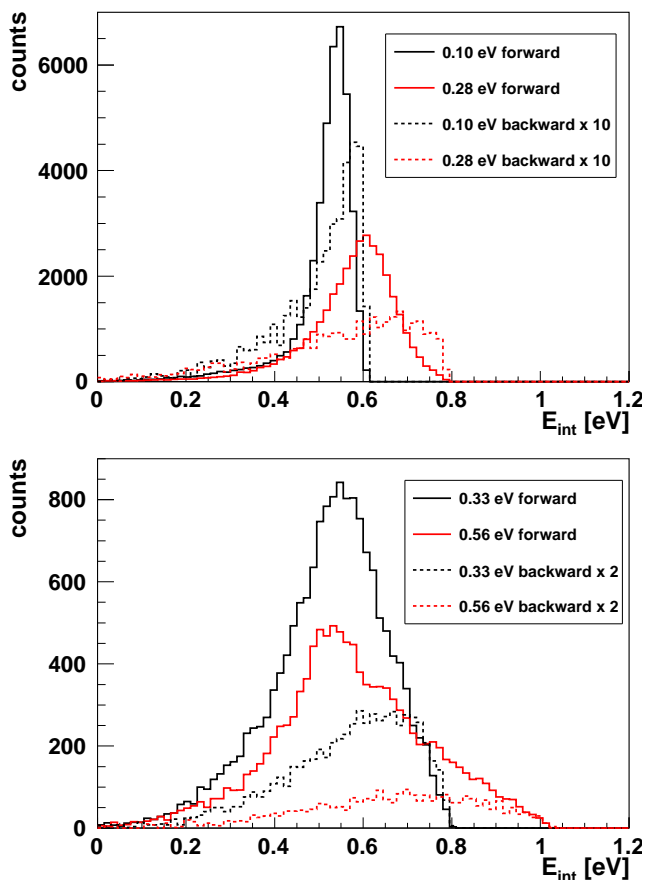 counts
6000
4000
2000
0
0.10 eV forward
0.28 eV forward
0.10 eV backward x 10
0.28 eV backward x 10
0 0.2 0.4 0.6 0.8 1 1.2
E_int [eV]
counts
800
600
400
200
0
0.33 eV forward
0.56 eV forward
0.33 eV backward x 2
0.56 eV backward x 2
0 0.2 0.4 0.6 0.8 1 1.2
E_int [eV]